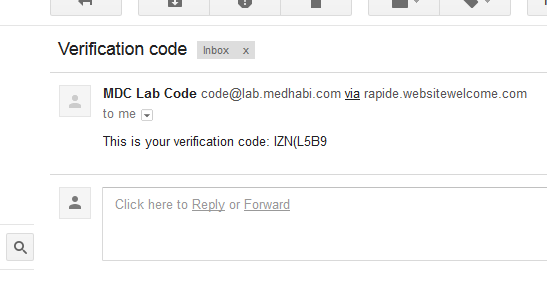 Verification code Inbox x
MDC Lab Code code@lab.medhabi.com via rapide.websitewelcome.com
to me
This is your verification code: IZN(L5B9
Click here to Reply or Forward